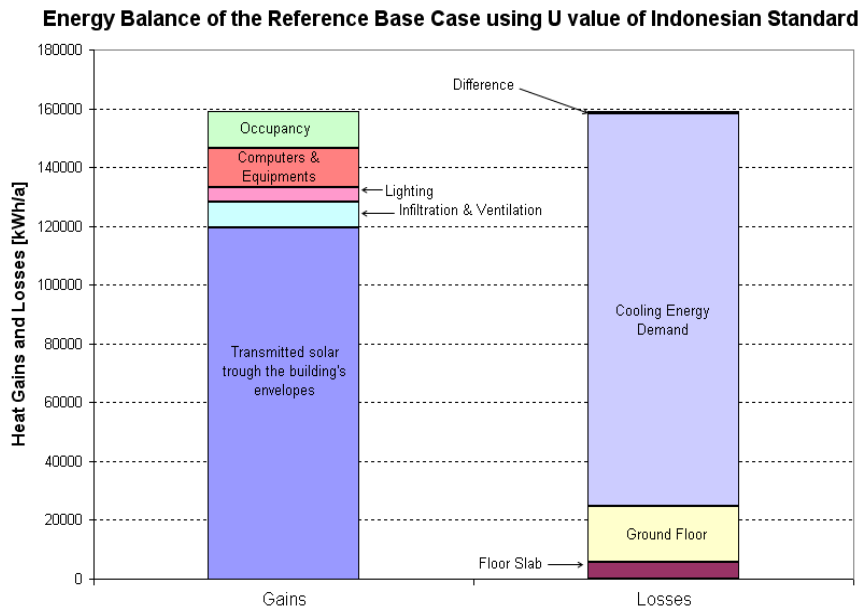 Energy Balance of the Reference Base Case using U value of Indonesian Standard
Heat Gains and Losses [kWh/a]
180000
160000
140000
120000
100000
80000
60000
40000
20000
0
Occupancy
Computers &
Equipments
Lighting
Infiltration & Ventilation
Transmitted solar
trough the building's
envelopes
Gains
Difference
Cooling Energy
Demand
Ground Floor
Floor Slab
Losses